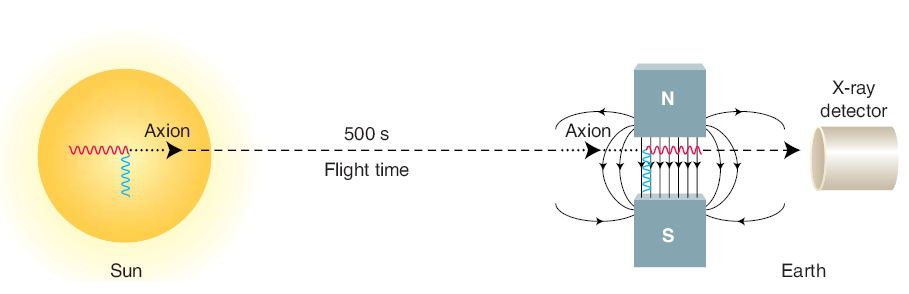 Axion
500 s
Flight time
Axion
N
S
X-ray
detector
Sun
Earth